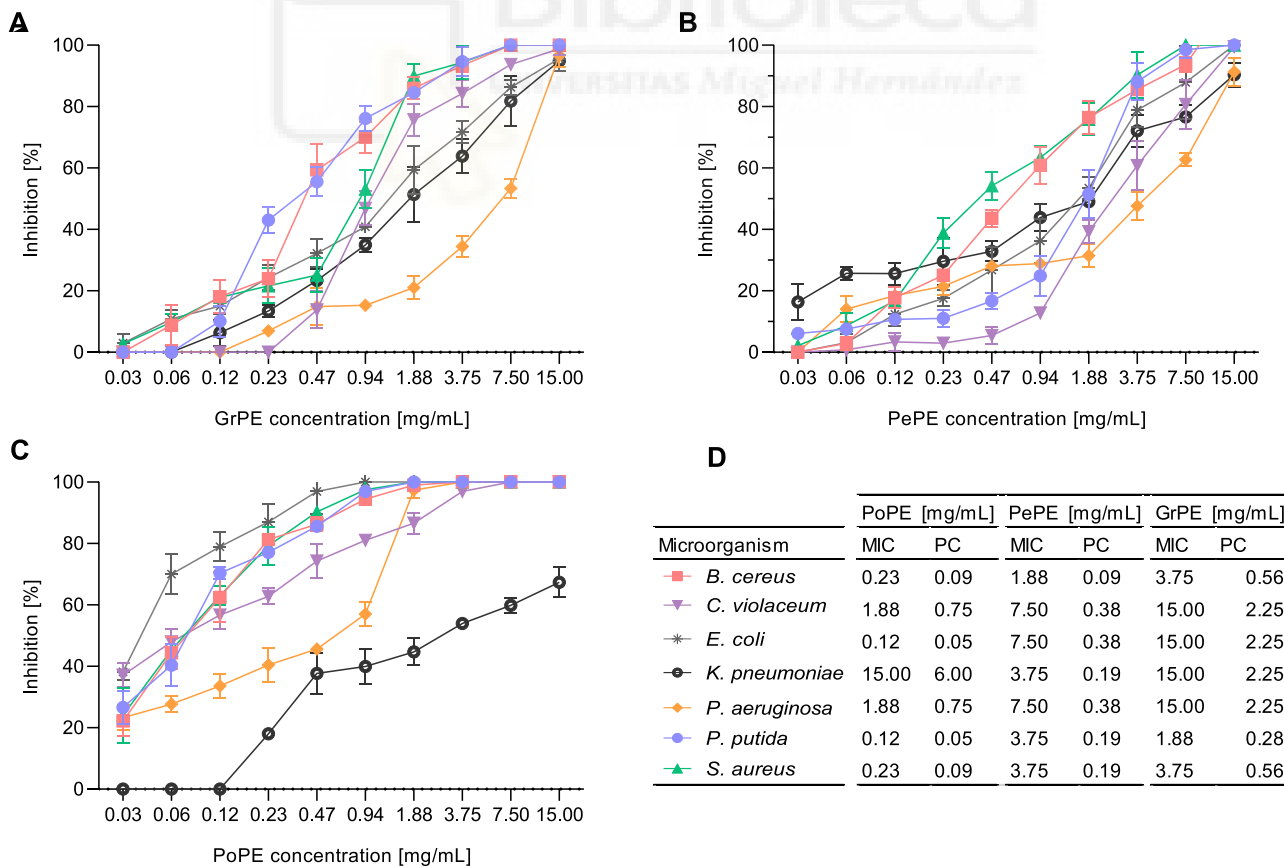 Biblioteca
UNIVERSITAS Miguel Hernández
A
100
80
60
40
20
0
Inhibition [%]
0.03 0.06 0.12 0.23 0.47 0.94 1.88 3.75 7.50 15.00
GrPE concentration [mg/mL]
B
100
80
60
40
20
0
Inhibition [%]
0.03 0.06 0.12 0.23 0.47 0.94 1.88 3.75 7.50 15.00
PePE concentration [mg/mL]
C
100
80
60
40
20
0
Inhibition [%]
0.03 0.06 0.12 0.23 0.47 0.94 1.88 3.75 7.50 15.00
PoPE concentration [mg/mL]
D
PoPE [mg/mL] PePE [mg/mL] GrPE [mg/mL]
Microorganism MIC PC MIC PC MIC PC
B. cereus 0.23 0.09 1.88 0.09 3.75 0.56
C. violaceum 1.88 0.75 7.50 0.38 15.00 2.25
E. coli 0.12 0.05 7.50 0.38 15.00 2.25
K. pneumoniae 15.00 6.00 3.75 0.19 15.00 2.25
P. aeruginosa 1.88 0.75 7.50 0.38 15.00 2.25
P. putida 0.12 0.05 3.75 0.19 1.88 0.28
S. aureus 0.23 0.09 3.75 0.19 3.75 0.56